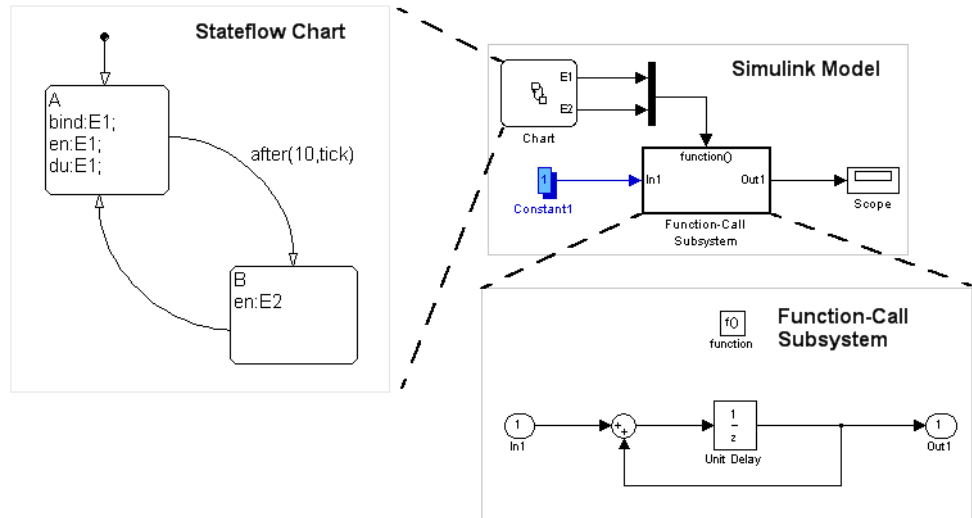 Stateflow Chart
A
bind:E1;
en:E1;
du:E1;
after(10,tick)
B
en:E2
Simulink Model
E1
E2
Chart
1
Constant1
function()
In1
Out1
Function-Call
Subsystem
Scope
Function-Call
Subsystem
f()
function
1
In1
+
+
1
z
Unit Delay
1
Out1